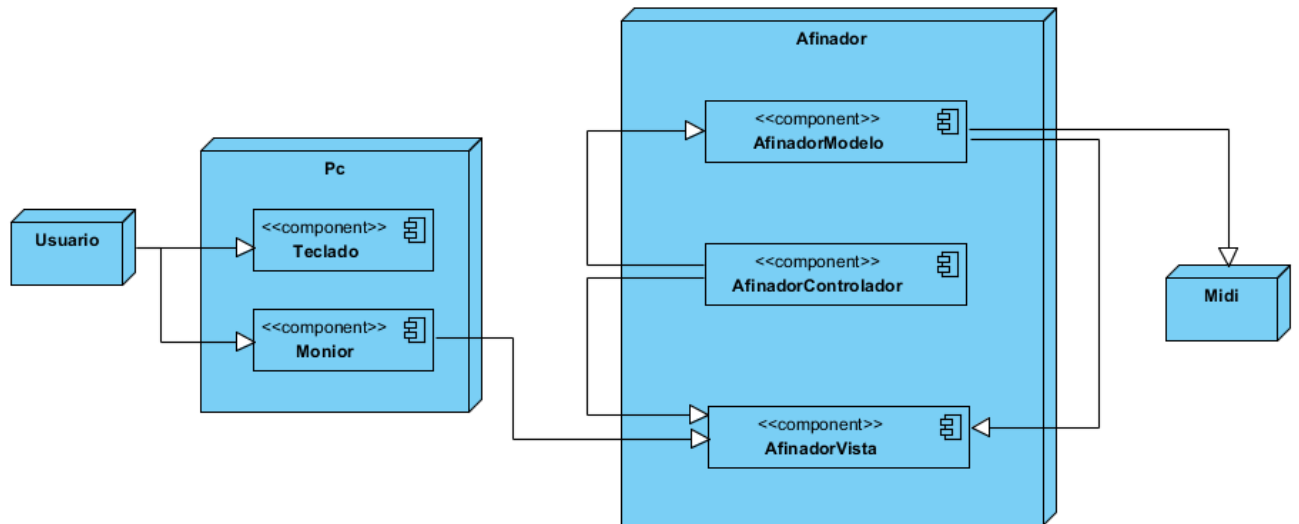 Usuario
Pc
<<component>>
Teclado
<<component>>
Monior
Afinador
<<component>>
AfinadorModelo
<<component>>
AfinadorControlador
<<component>>
AfinadorVista
Midi